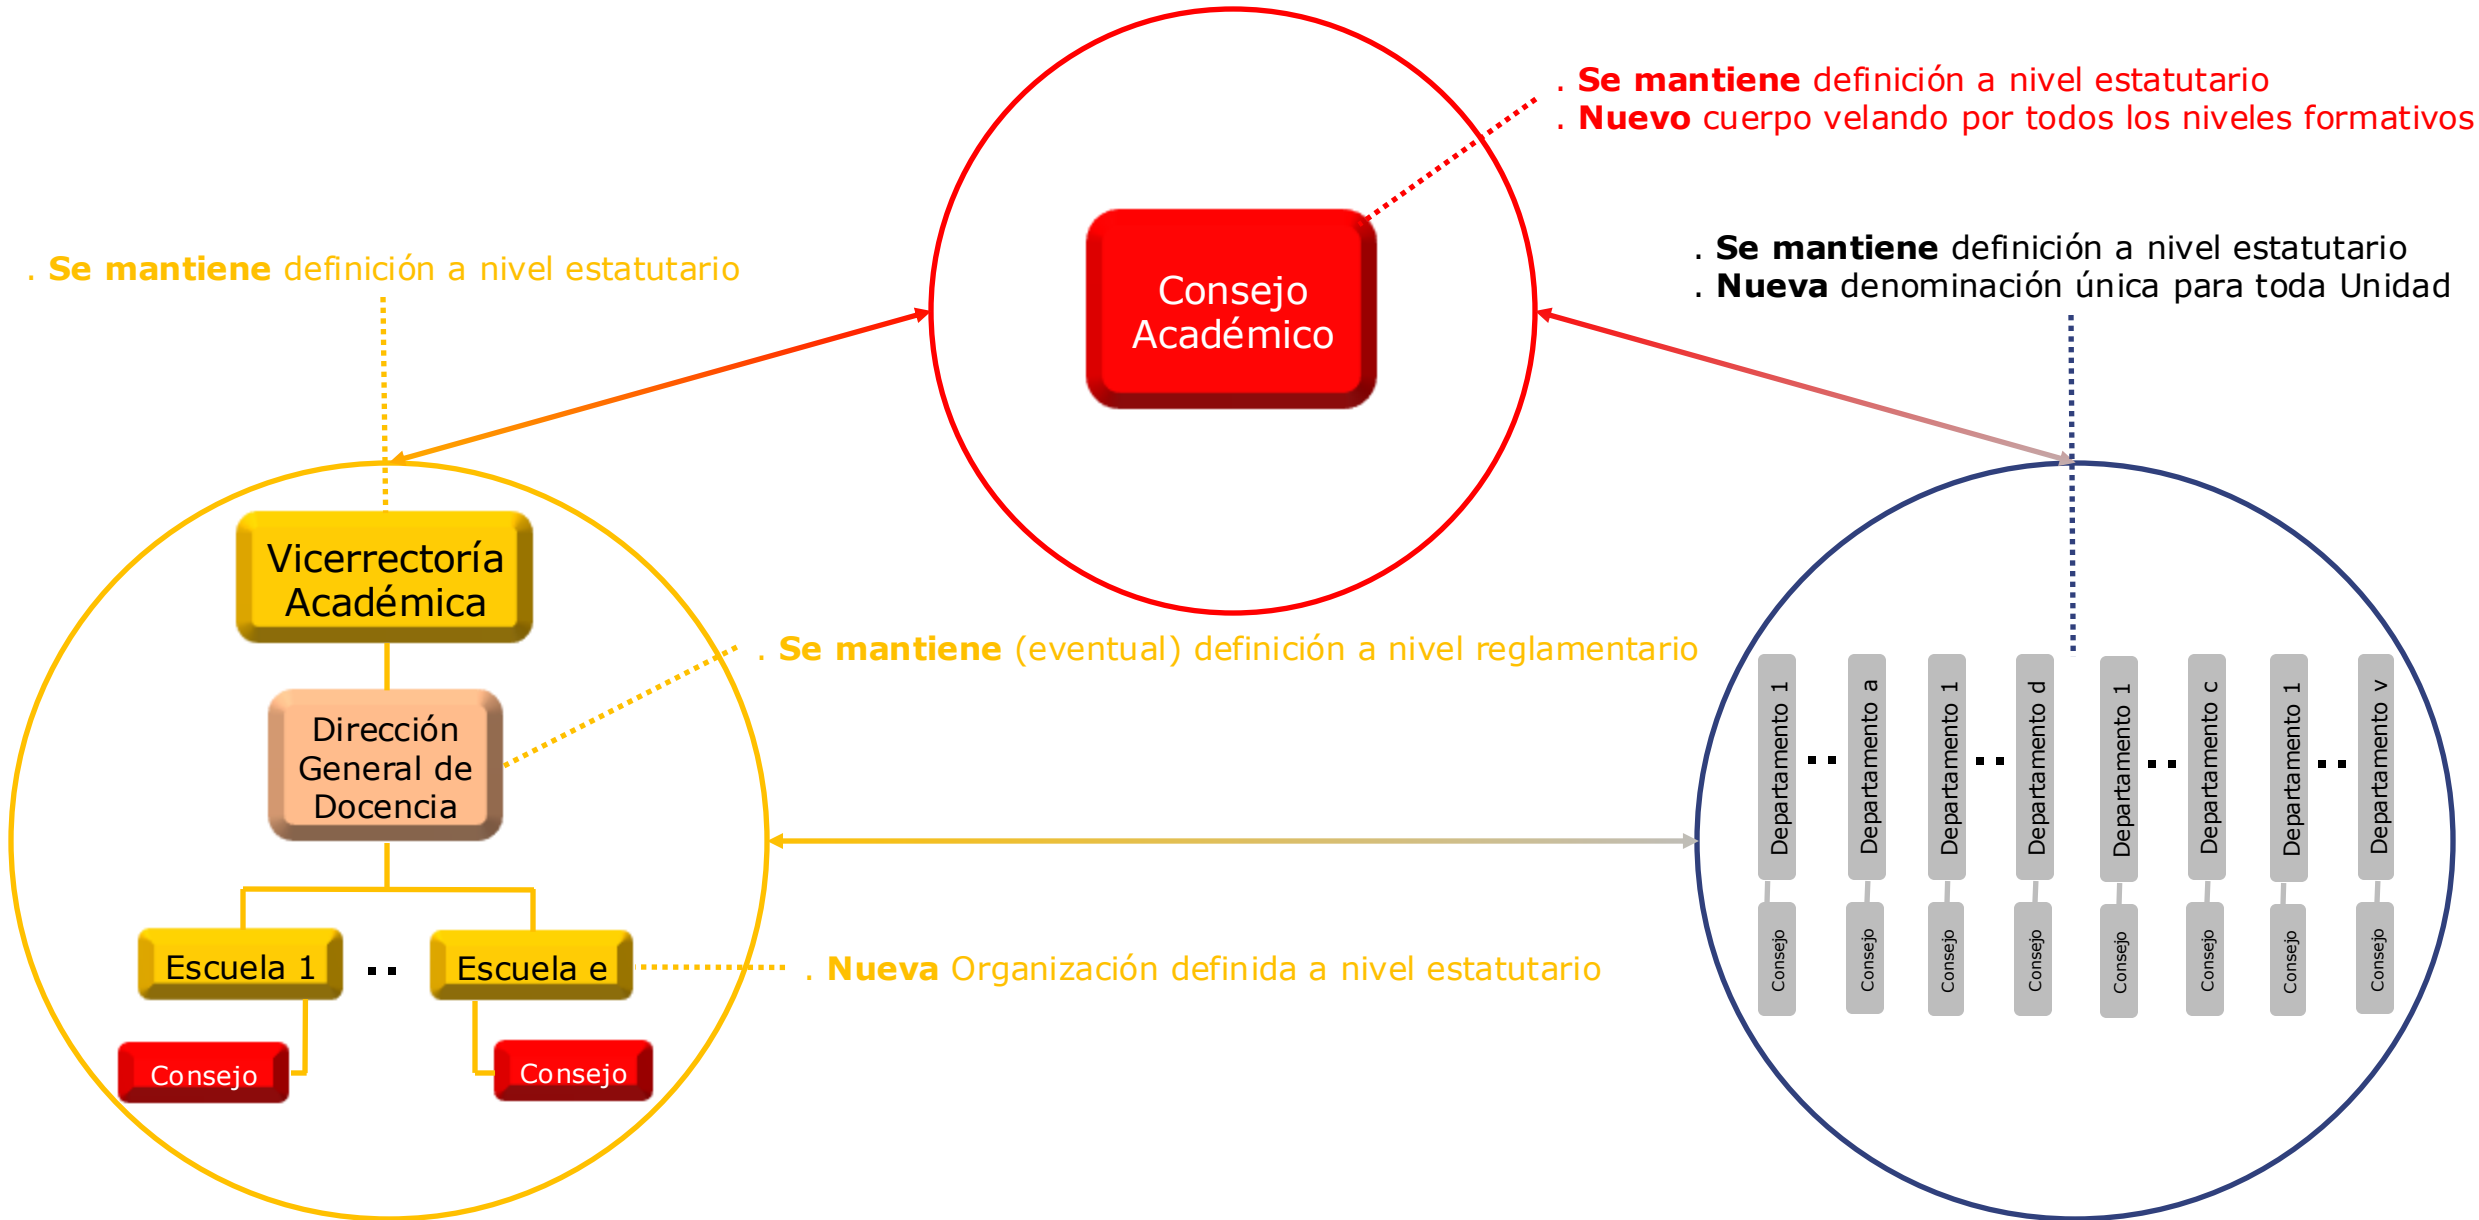 . Se mantiene definición a nivel estatutario
. Nuevo cuerpo velando por todos los niveles formativos
. Se mantiene definición a nivel estatutario
. Nueva denominación única para toda Unidad
. Se mantiene definición a nivel estatutario
Consejo
Académico
Vicerrectoría
Académica
. Se mantiene (eventual) definición a nivel reglamentario
Dirección
General de
Docencia
Escuela 1
..
Escuela e
. Nueva Organización definida a nivel estatutario
Consejo
Consejo
Departamento 1
..
Departamento a
Departamento 1
..
Departamento d
Departamento 1
..
Departamento c
Departamento 1
..
Departamento v
Consejo
Consejo
Consejo
Consejo
Consejo
Consejo
Consejo
Consejo